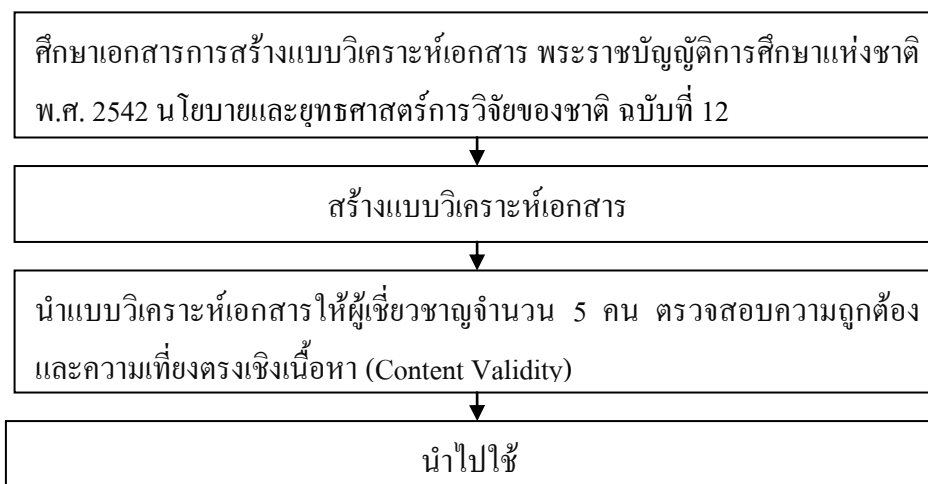 ศึกษาเอกสารการสร้างแบบวิเคราะห์เอกสาร พระราชบัญญัติการศึกษาแห่งชาติ
พ.ศ. 2542 นโยบายและยุทธศาสตร์การวิจัยของชาติ ฉบับที่ 12
สร้างแบบวิเคราะห์เอกสาร
นำแบบวิเคราะห์เอกสารให้ผู้เชี่ยวชาญจำนวน 5 คน ตรวจสอบความถูกต้อง
และความเที่ยงตรงเชิงเนื้อหา (Content Validity)
นำไปใช้